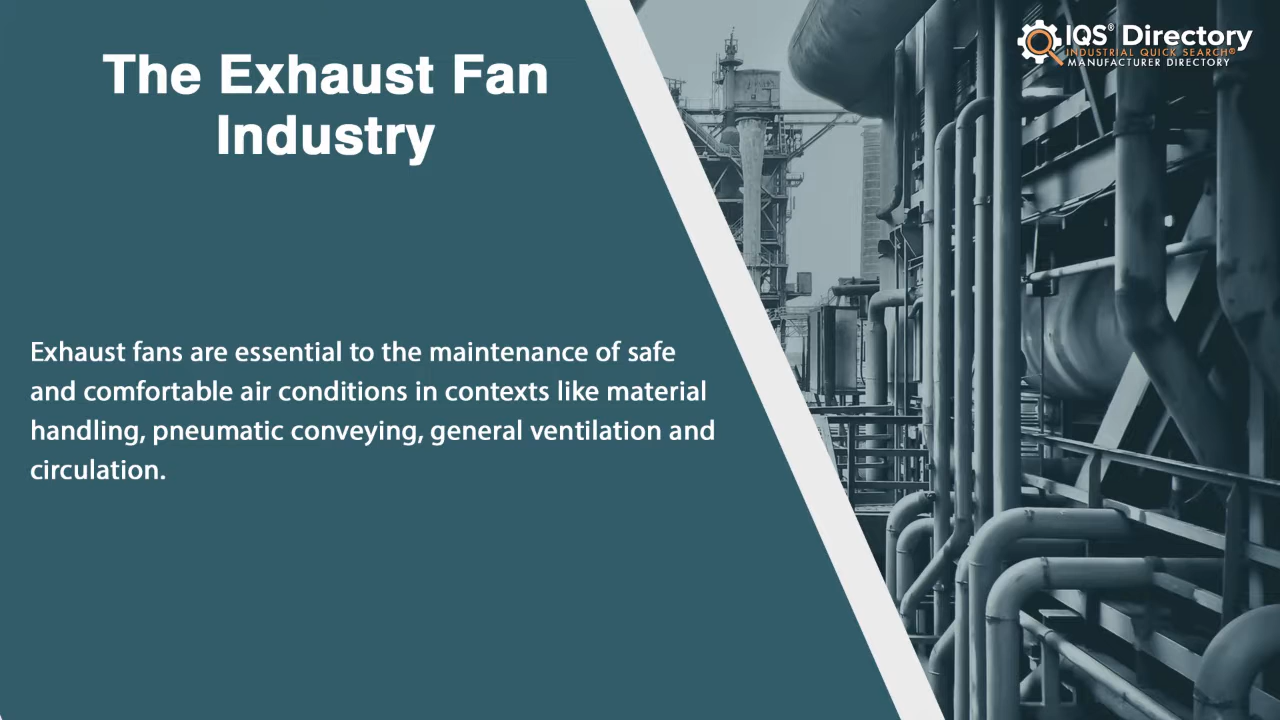 The Exhaust Fan
Industry
IQS® Directory
INDUSTRIAL QUICK SEARCH®
MANUFACTURER DIRECTORY
Exhaust fans are essential to the maintenance of safe
and comfortable air conditions in contexts like material
handling, pneumatic conveying, general ventilation and
circulation.